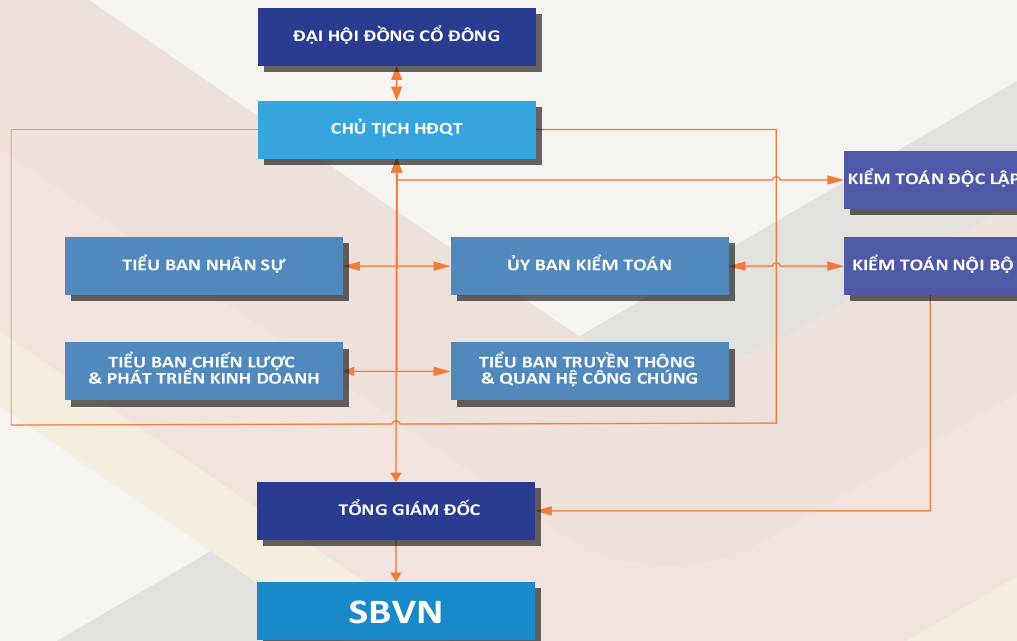 ĐẠI HỘI ĐỒNG CỔ ĐÔNG
CHỦ TỊCH HĐQT
KIỂM TOÁN ĐỘC LẬP
TIỂU BAN NHÂN SỰ
ỦY BAN KIỂM TOÁN
KIỂM TOÁN NỘI BỘ
TIỂU BAN CHIẾN LƯỢC
& PHÁT TRIỂN KINH DOANH
TIỂU BAN TRUYỀN THÔNG
& QUAN HỆ CÔNG CHÚNG
TỔNG GIÁM ĐỐC
SBVN